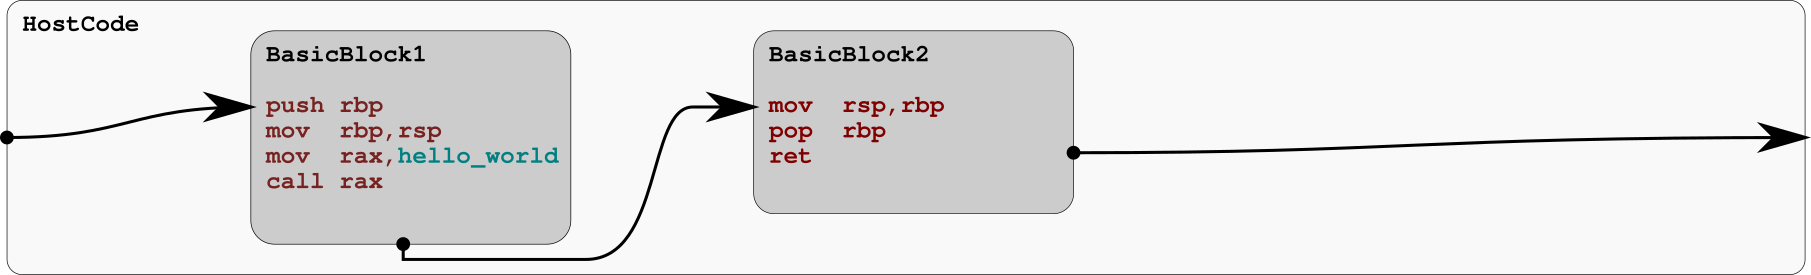 HostCode
BasicBlock1
push rbp
mov  rbp,rsp
mov  rax,hello_world
call rax
BasicBlock2
mov  rsp,rbp
pop  rbp
ret